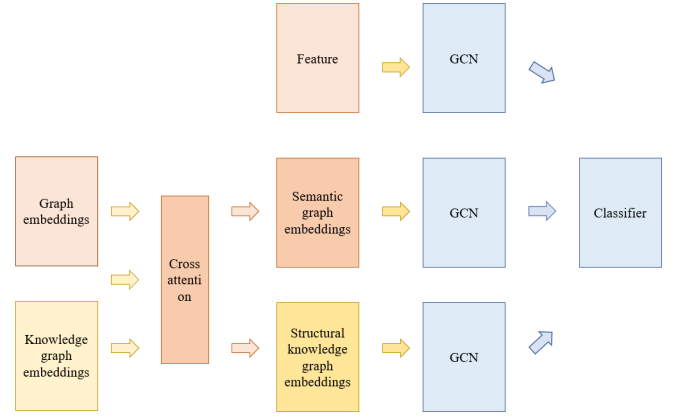 Feature
GCN
Graph
embeddings
Cross
attenti
on
Semantic
graph
embeddings
GCN
Classifier
Knowledge
graph
embeddings
Structural
knowledge
graph
embeddings
GCN